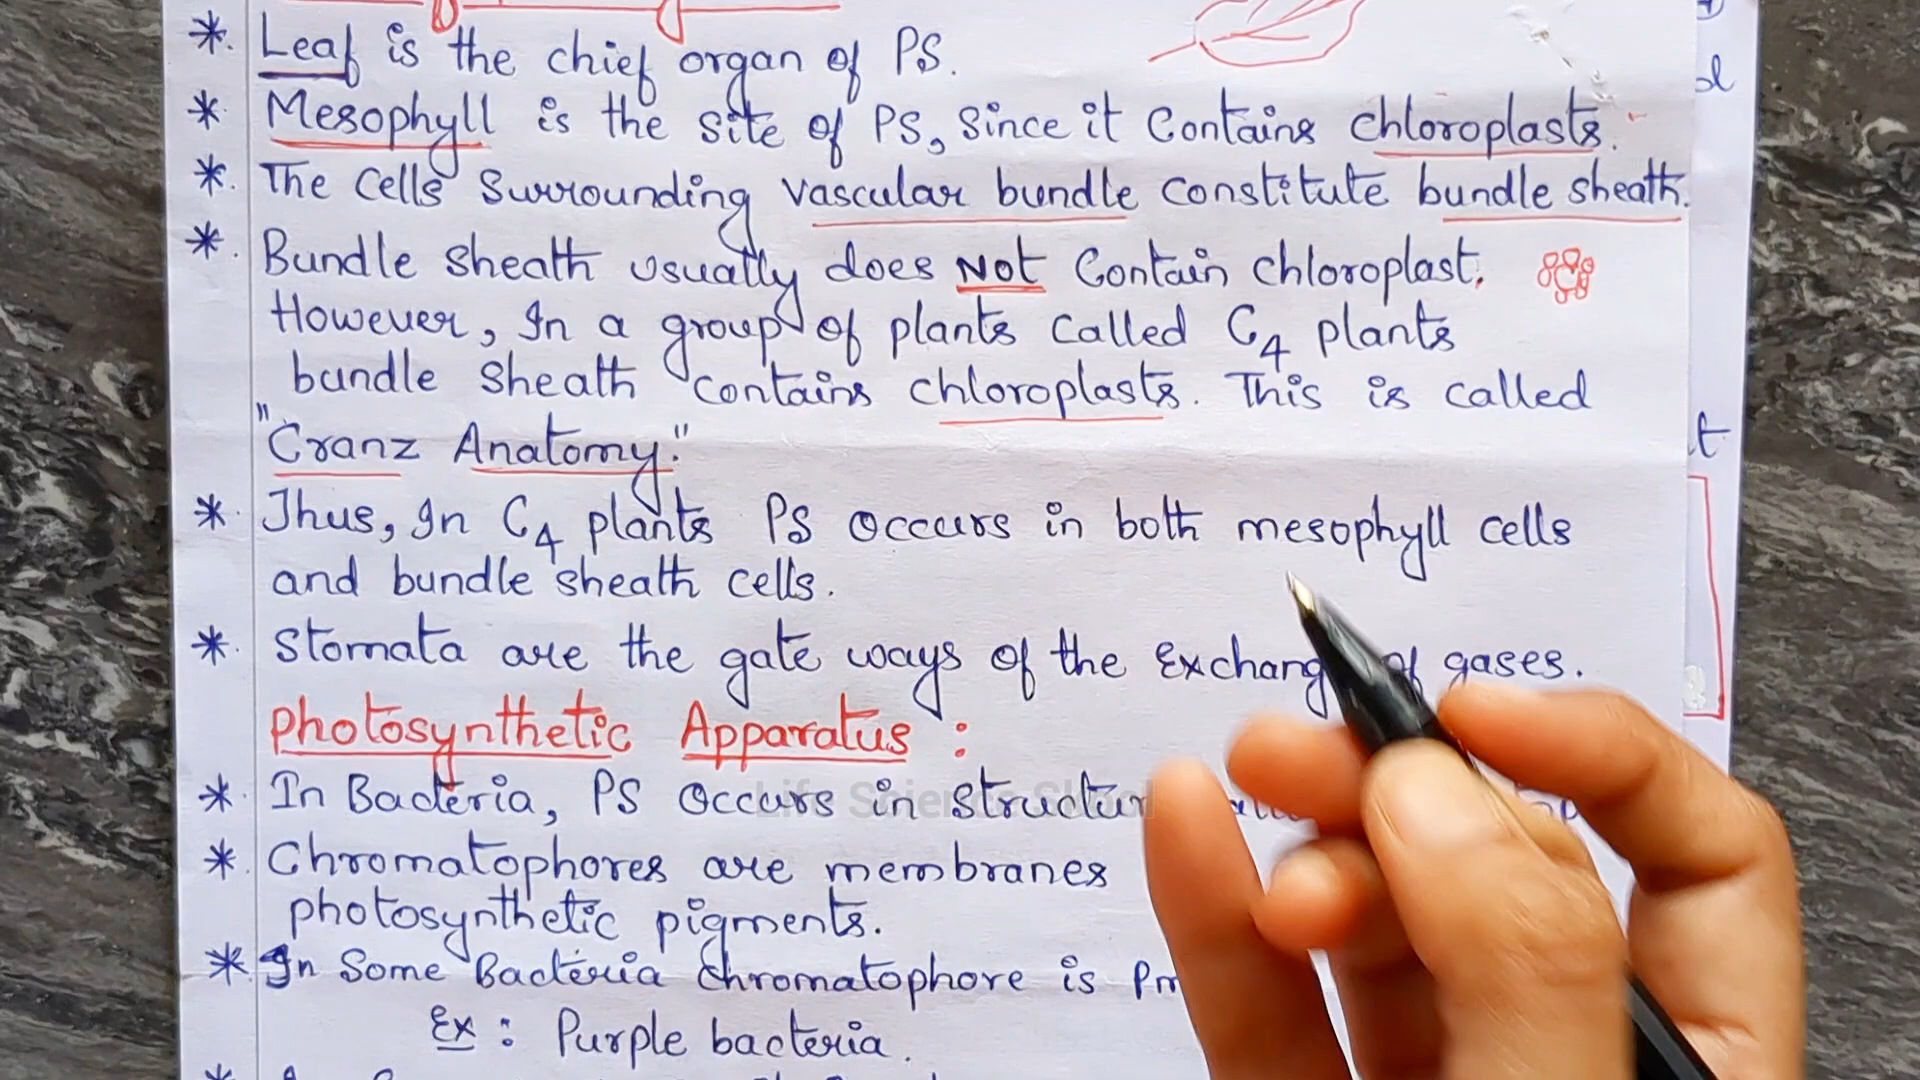 * Leaf is the chief organ of PS.
* Mesophyll is the site of PS, Since it Contains chloroplasts.
* The Cells Surrounding vascular bundle constitute bundle sheath.
* Bundle Sheath usually does NOT Contain chloroplast.
However, In a group of plants called C4 plants
bundle Sheath contains chloroplasts. This is called
"Cranz Anatomy."
* Thus, In C4 plants PS occurs in both mesophyll cells
and bundle sheath cells.
* Stomata are the gate ways of the of gases.
Photosynthetic Apparatus :
* In Bacteria, PS Occurs in
* Chromatophores are membranes
photosynthetic pigments.
* In Some Bacteria Chromatophore is
Ex : Purple bacteria.
Life Science School